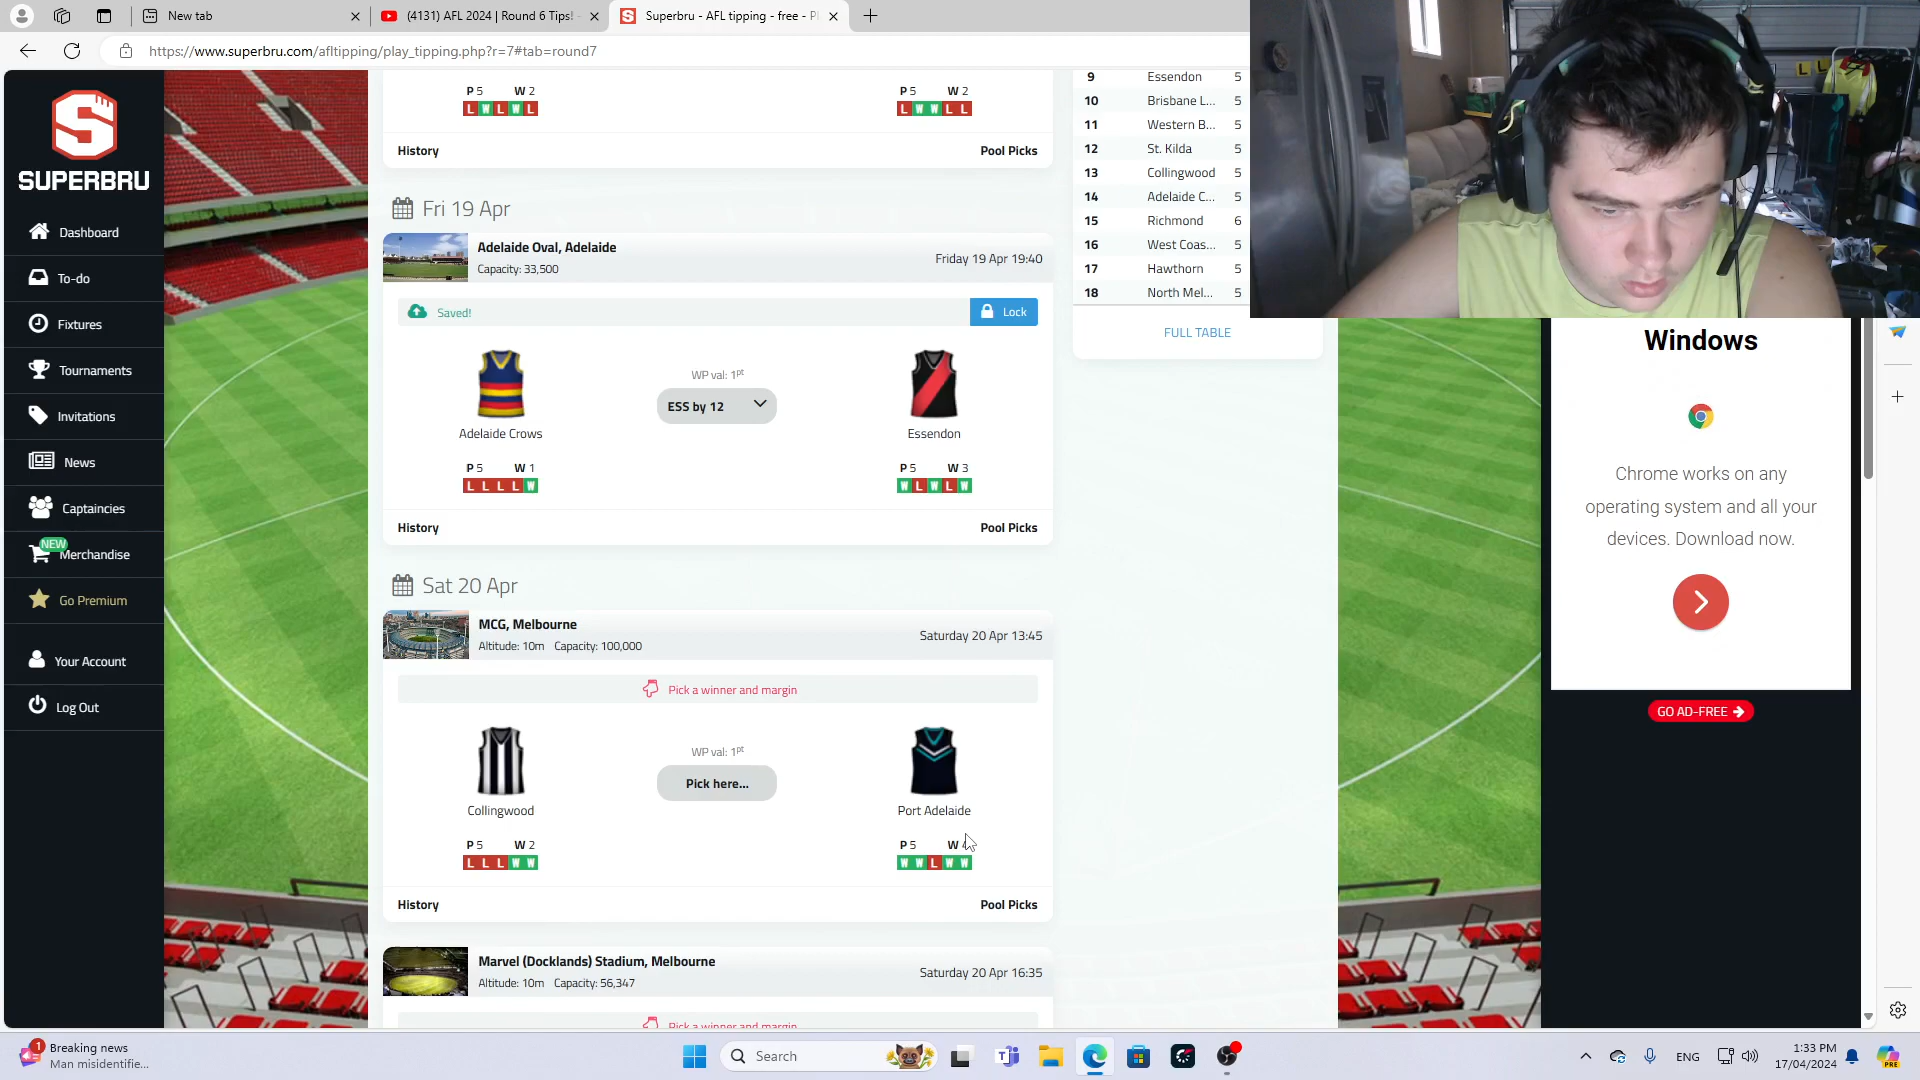 New tab
(4131) AFL 2024 | Round 6 Tips! -
Superbru - AFL tipping - free - Pl
https://www.superbru.com/afltipping/play_tipping.php?r=7#tab=round7
SUPERBRU
Dashboard
To-do
Fixtures
Tournaments
Invitations
News
Captaincies
NEW
Merchandise
Go Premium
Your Account
Log Out
P 5 W 2
L W L W L
P 5 W 2
L W W L L
History Pool Picks
Fri 19 Apr
Adelaide Oval, Adelaide
Capacity: 33,500
Friday 19 Apr 19:40
Saved!
Lock
WP val: 1pt
ESS by 12
Adelaide Crows
Essendon
P 5 W 1
L L L L W
P 5 W 3
W L W L W
History Pool Picks
Sat 20 Apr
MCG, Melbourne
Altitude: 10m Capacity: 100,000
Saturday 20 Apr 13:45
Pick a winner and margin
WP val: 1pt
Pick here...
Collingwood
Port Adelaide
P 5 W 2
L L L W W
P 5 W
W W L W W
History Pool Picks
Marvel (Docklands) Stadium, Melbourne
Altitude: 10m Capacity: 56,347
Saturday 20 Apr 16:35
Pick a winner and margin
9 Essendon 5
10 Brisbane L... 5
11 Western B... 5
12 St. Kilda 5
13 Collingwood 5
14 Adelaide C... 5
15 Richmond 6
16 West Coas... 5
17 Hawthorn 5
18 North Mel... 5
FULL TABLE
Windows
Chrome works on any
operating system and all your
devices. Download now.
GO AD-FREE
1
Breaking news
Man misidentifie...
Search
ENG
1:33 PM
17/04/2024
PRE